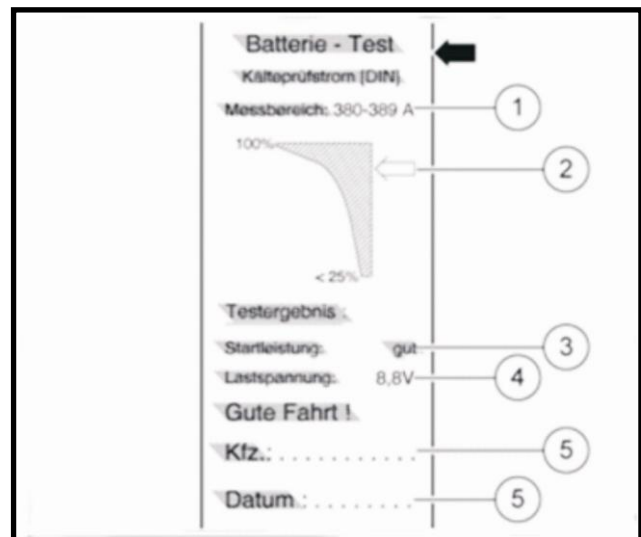 Batterie - Test
Kälteprüfstrom [DIN]
Messbereich: 380-389 A
1
100%
2
< 25%
Testergebnis :
Startleistung: gut
3
Lastspannung: 8,8V
4
Gute Fahrt !
Kfz.: . . . . . . . . . . .
5
Datum : . . . . . . . .
5